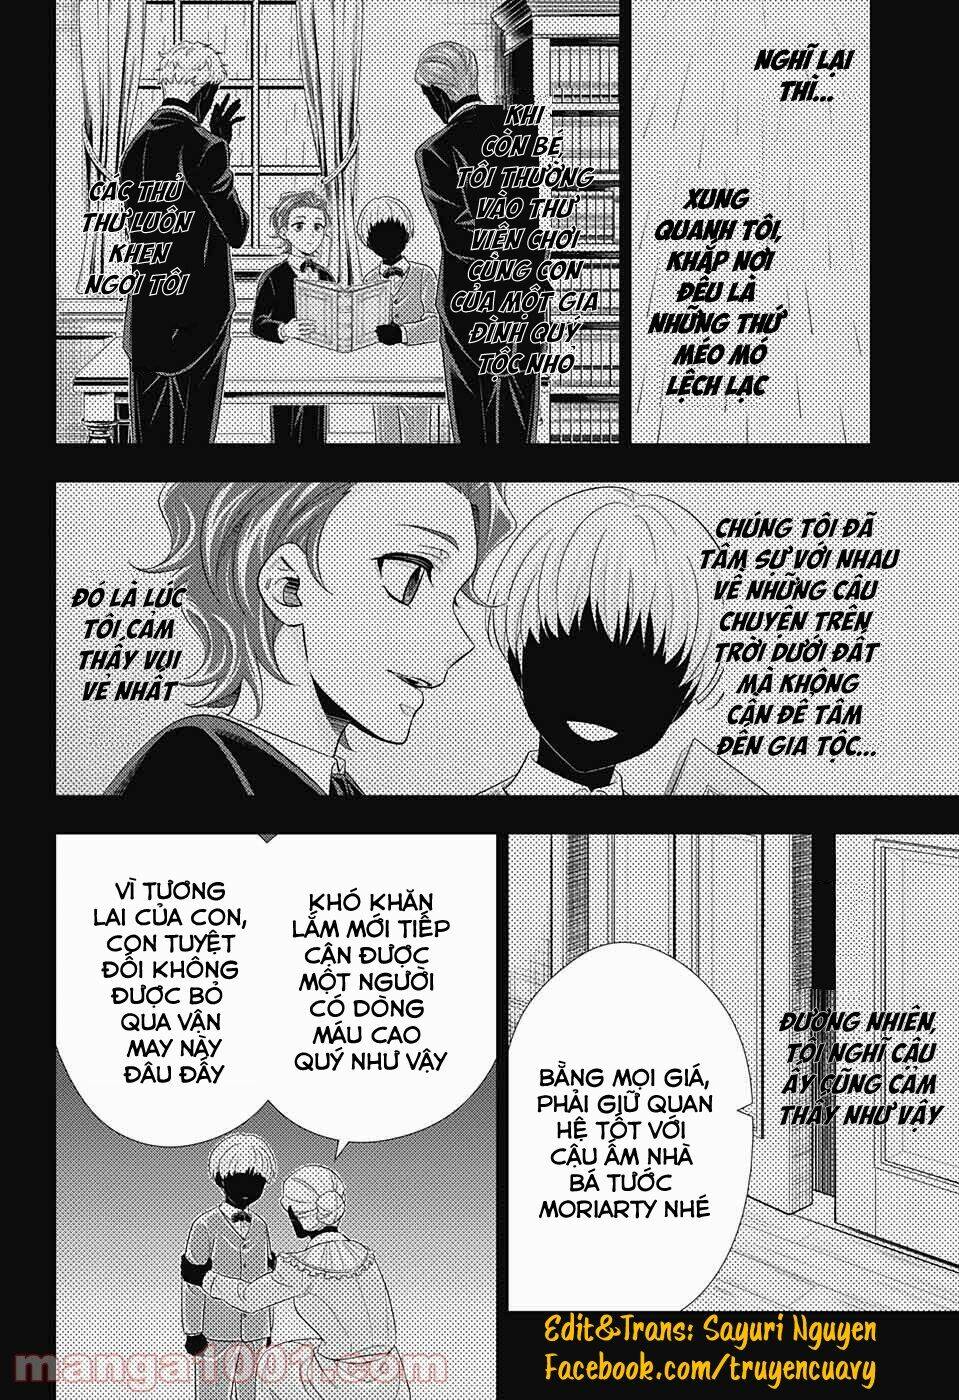 NGHĨ LẠI
THÌ...
XUNG
QUANH TÔI,
KHẮP NƠI
ĐỀU LÀ
NHỮNG THỨ
MÉO MÓ
LỆCH LẠC
KHI
CÒN BÉ,
TÔI THƯỜNG
VÀO THƯ
VIỆN CHƠI
CÙNG CON
CỦA MỘT GIA
ĐÌNH QUÝ
TỘC NHỎ
CÁC THỦ
THƯ LUÔN
KHEN
NGỢI TÔI
CHÚNG TÔI ĐÃ
TÂM SỰ VỚI NHAU
VỀ NHỮNG CÂU
CHUYỆN TRÊN
TRỜI DƯỚI ĐẤT
MÀ KHÔNG
CẦN ĐỂ TÂM
ĐẾN GIA TỘC...
ĐÓ LÀ LÚC
TÔI CẢM
THẤY VUI
VẺ NHẤT
ĐƯƠNG NHIÊN,
TÔI NGHĨ CẬU
ẤY CŨNG CẢM
THẤY NHƯ VẬY
BẰNG MỌI GIÁ,
PHẢI GIỮ QUAN
HỆ TỐT VỚI
CẬU ẤM NHÀ
BÁ TƯỚC
MORIARTY NHÉ
KHÓ KHĂN
LẮM MỚI TIẾP
CẬN ĐƯỢC
MỘT NGƯỜI
CÓ DÒNG
MÁU CAO
QUÝ NHƯ VẬY
VÌ TƯƠNG
LAI CỦA CON,
CON TUYỆT
ĐỐI KHÔNG
ĐƯỢC BỎ
QUA VẬN
MAY NÀY
ĐÂU ĐẤY
Edit&Trans: Sayuri Nguyen
Facebook.com/truyencuavy
manga1001.com